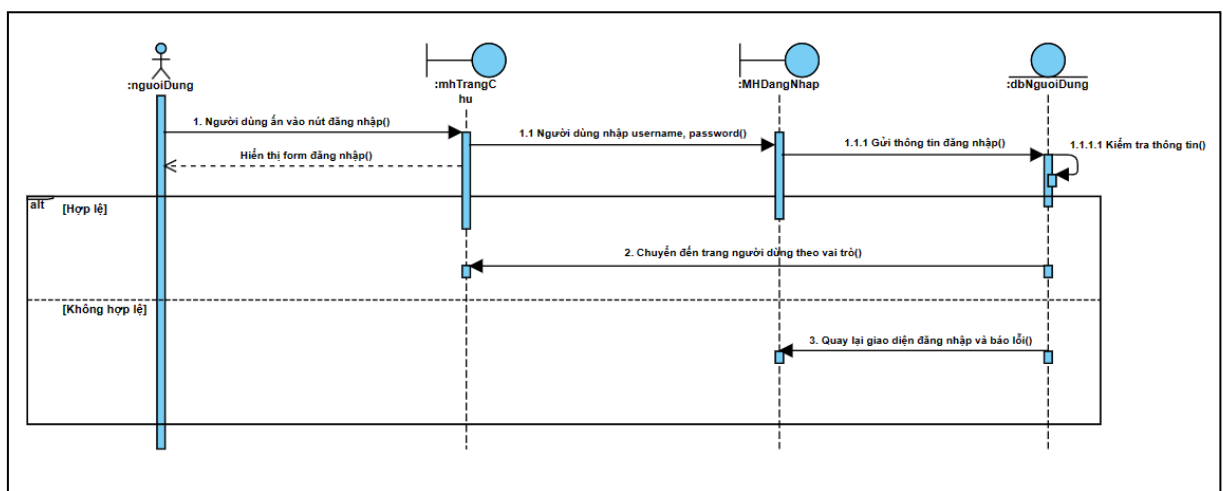 :nguoiDung
:mhTrangC
hu
:MHDangNhap
:dbNguoiDung
1. Người dùng ấn vào nút đăng nhập()
1.1 Người dùng nhập username, password()
1.1.1 Gửi thông tin đăng nhập()
1.1.1.1 Kiểm tra thông tin()
Hiển thị form đăng nhập()
alt
[Hợp lệ]
2. Chuyển đến trang người dừng theo vai trò()
[Không hợp lệ]
3. Quay lại giao diện đăng nhập và báo lỗi()